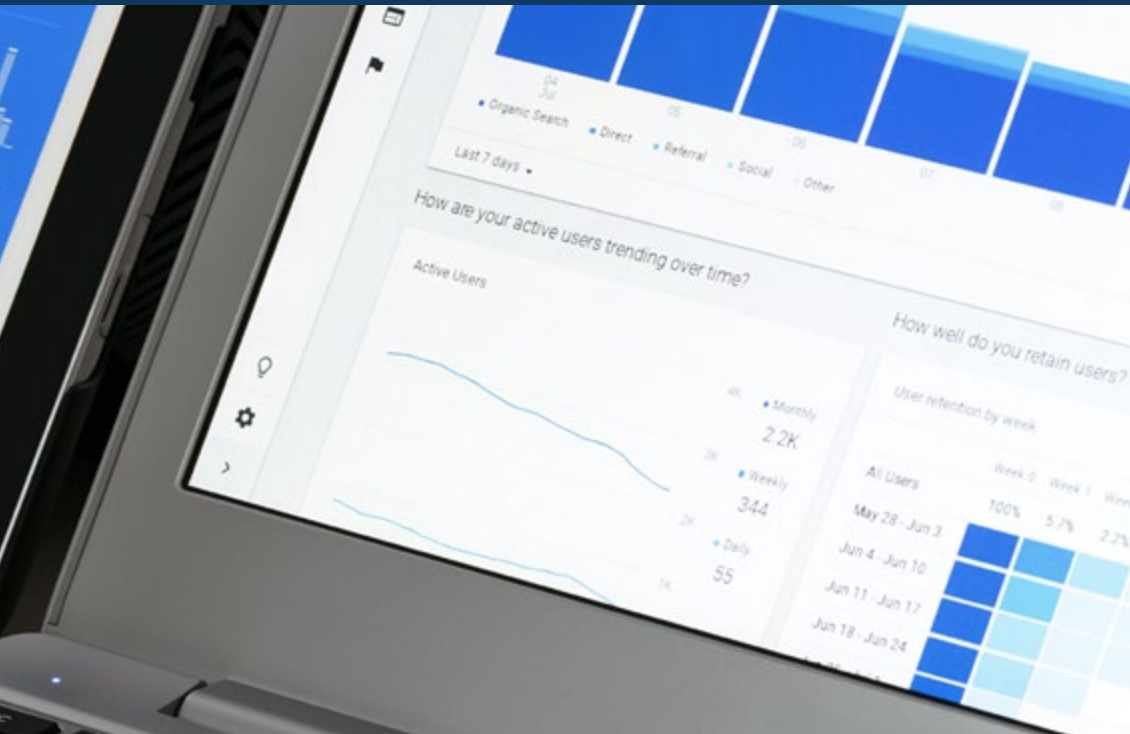 04
Jul
05
06
07
08
Organic Search
Direct
Referral
Social
Other
Last 7 days
How are your active users trending over time?
Active Users
4K
Monthly
2.2K
3K
Weekly
344
2K
Daily
55
1K
How well do you retain users?
User retention by week
Week 0 Week 1
All Users 100% 5.7% 2.2%
May 28 - Jun 3
Jun 4 - Jun 10
Jun 11 - Jun 17
Jun 18 - Jun 24